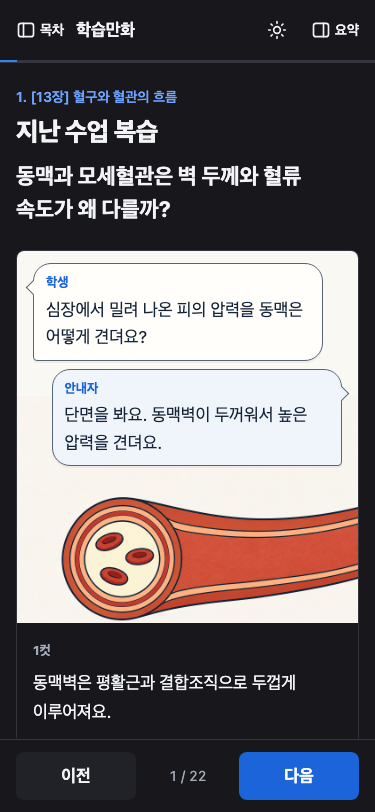 목차 학습만화 요약
1. [13장] 혈구와 혈관의 흐름
지난 수업 복습
동맥과 모세혈관은 벽 두께와 혈류
속도가 왜 다를까?
학생
심장에서 밀려 나온 피의 압력을 동맥은
어떻게 견뎌요?
안내자
단면을 봐요. 동맥벽이 두꺼워서 높은
압력을 견뎌요.
1컷
동맥벽은 평활근과 결합조직으로 두껍게
이루어져요.
이전 1 / 22 다음